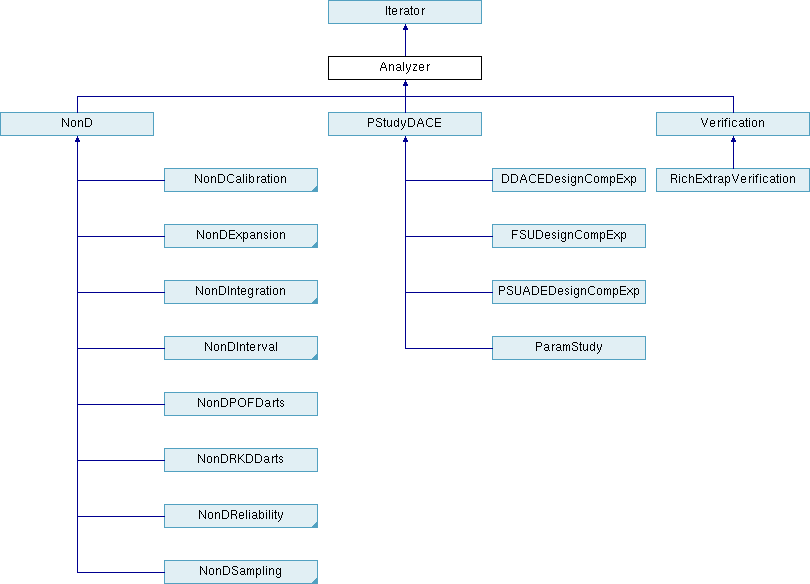 Iterator
Analyzer
NonD
PStudyDACE
Verification
NonDCalibration
DDACEDesignCompExp
RichExtrapVerification
NonDExpansion
FSUDesignCompExp
NonDIntegration
PSUADEDesignCompExp
NonDInterval
ParamStudy
NonDPOFDarts
NonDRKDDarts
NonDReliability
NonDSampling